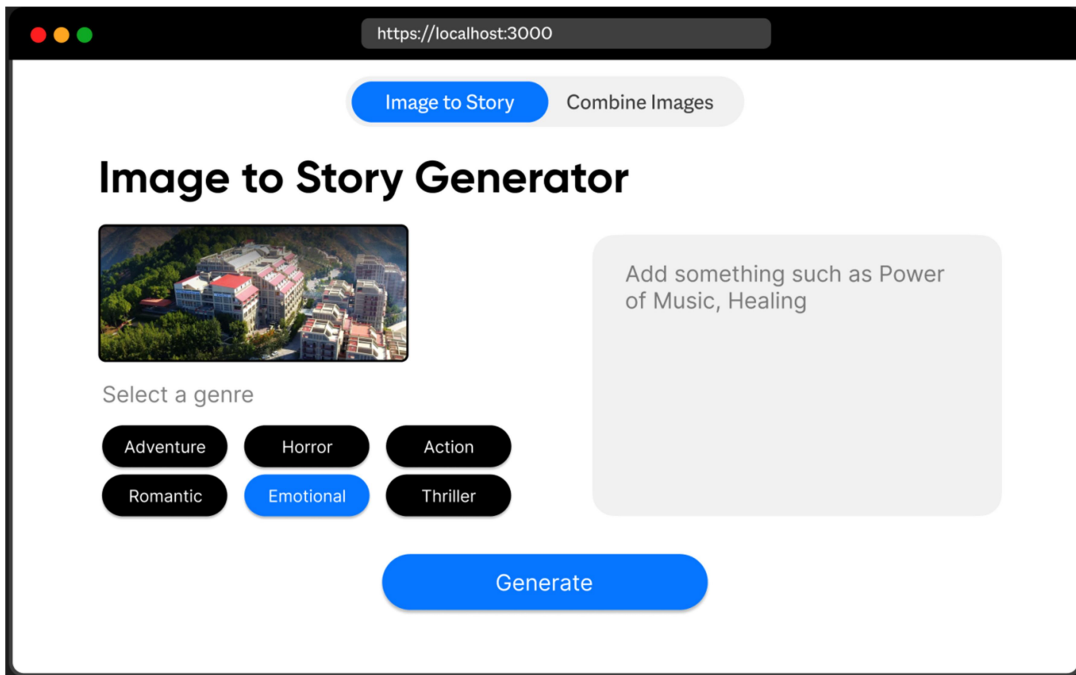 https://localhost:3000
Image to Story
Combine Images
Image to Story Generator
Select a genre
Adventure
Horror
Action
Romantic
Emotional
Thriller
Add something such as Power
of Music, Healing
Generate